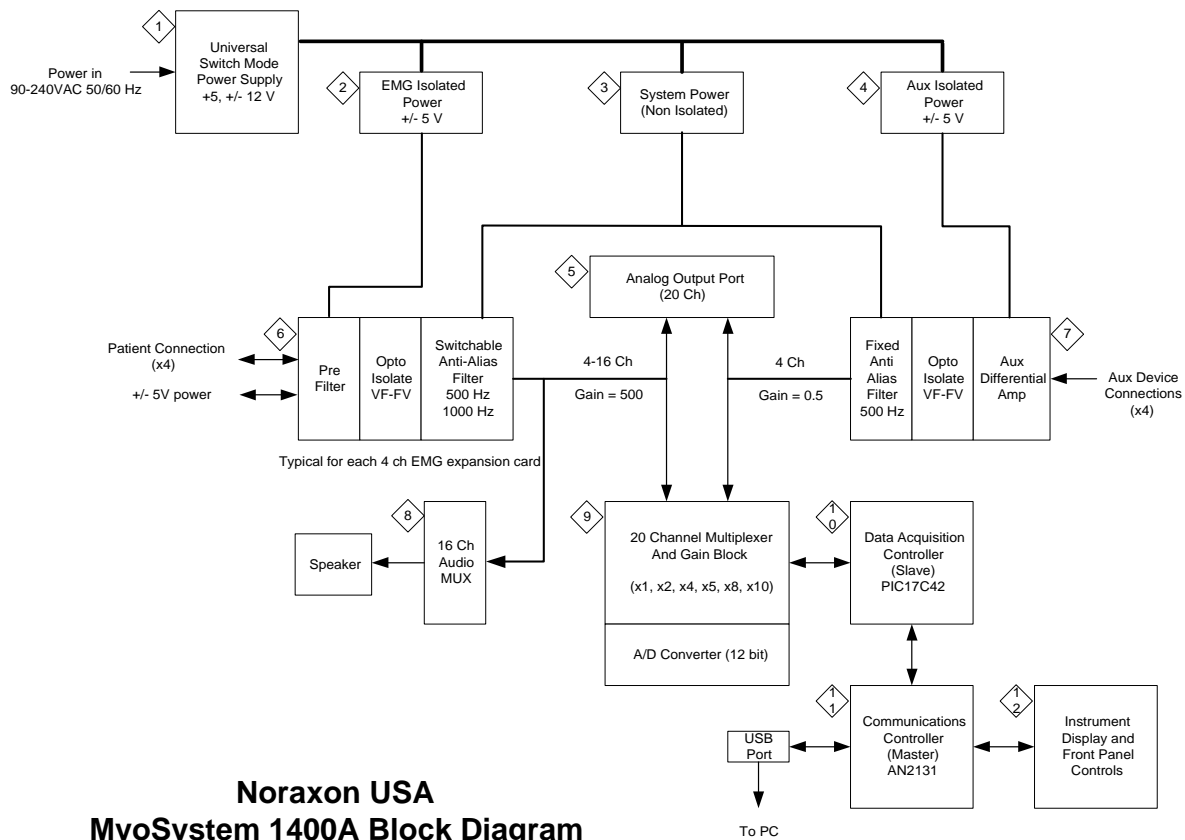 1
Universal
Switch Mode
Power Supply
+5, +/- 12 V
Power in
90-240VAC 50/60 Hz
2
EMG Isolated
Power
+/- 5 V
3
System Power
(Non Isolated)
4
Aux Isolated
Power
+/- 5 V
5
Analog Output Port
(20 Ch)
6
Patient Connection
(x4)
+/- 5V power
Pre
Filter
Opto
Isolate
VF-FV
Switchable
Anti-Alias
Filter
500 Hz
1000 Hz
4-16 Ch
Gain = 500
4 Ch
Gain = 0.5
Fixed
Anti
Alias
Filter
500 Hz
Opto
Isolate
VF-FV
Aux
Differential
Amp
7
Aux Device
Connections
(x4)
Typical for each 4 ch EMG expansion card
8
Speaker
16 Ch
Audio
MUX
9
20 Channel Multiplexer
And Gain Block
(x1, x2, x4, x5, x8, x10)
A/D Converter (12 bit)
1
0
Data Acquisition
Controller
(Slave)
PIC17C42
1
1
Communications
Controller
(Master)
AN2131
1
2
Instrument
Display and
Front Panel
Controls
USB
Port
To PC
Noraxon USA
MyoSystem 1400A Block Diagram